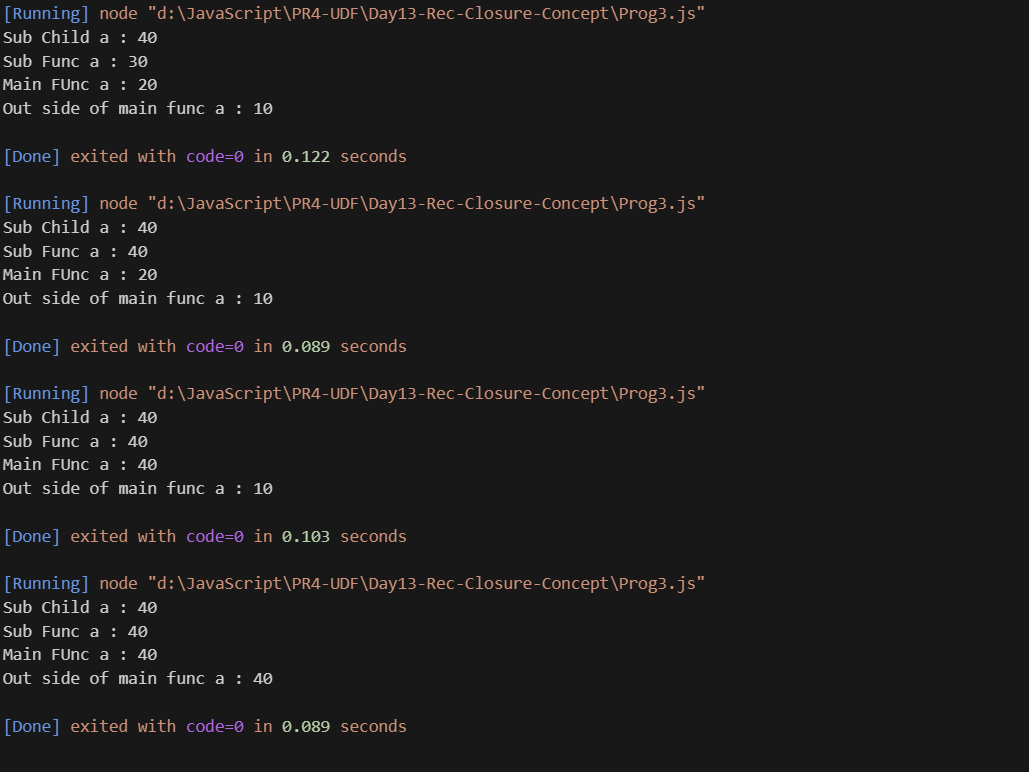 [Running] node "d:\JavaScript\PR4-UDF\Day13-Rec-Closure-Concept\Prog3.js"
Sub Child a : 40
Sub Func a : 30
Main FUnc a : 20
Out side of main func a : 10
[Done] exited with code=0 in 0.122 seconds
[Running] node "d:\JavaScript\PR4-UDF\Day13-Rec-Closure-Concept\Prog3.js"
Sub Child a : 40
Sub Func a : 40
Main FUnc a : 20
Out side of main func a : 10
[Done] exited with code=0 in 0.089 seconds
[Running] node "d:\JavaScript\PR4-UDF\Day13-Rec-Closure-Concept\Prog3.js"
Sub Child a : 40
Sub Func a : 40
Main FUnc a : 40
Out side of main func a : 10
[Done] exited with code=0 in 0.103 seconds
[Running] node "d:\JavaScript\PR4-UDF\Day13-Rec-Closure-Concept\Prog3.js"
Sub Child a : 40
Sub Func a : 40
Main FUnc a : 40
Out side of main func a : 40
[Done] exited with code=0 in 0.089 seconds